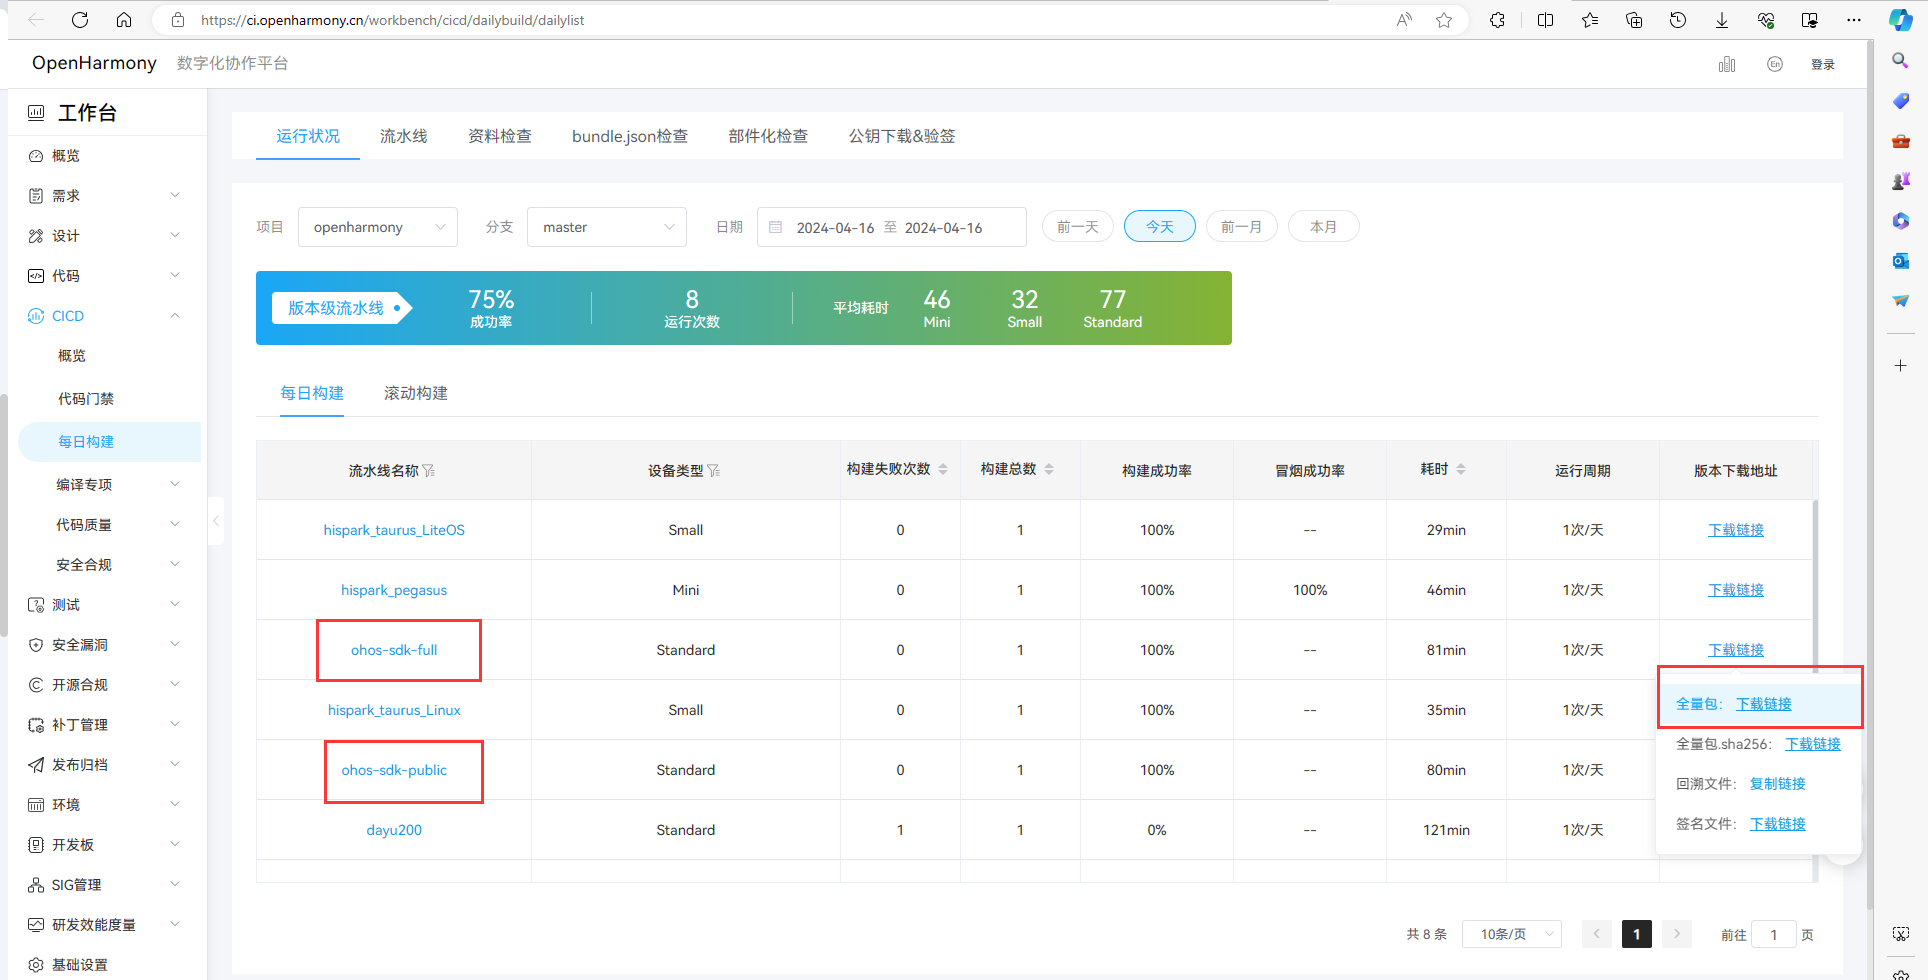 https://ci.openharmony.cn/workbench/cicd/dailybuild/dailylist
OpenHarmony 数字化协作平台
En 登录
工作台
概览
需求
设计
代码
CICD
概览
代码门禁
每日构建
编译专项
代码质量
安全合规
测试
安全漏洞
开源合规
补丁管理
发布归档
环境
开发板
SIG管理
研发效能度量
基础设置
运行状况 流水线 资料检查 bundle.json检查 部件化检查 公钥下载&验签
项目 openharmony 分支 master 日期 2024-04-16 至 2024-04-16 前一天 今天 前一月 本月
版本级流水线 75% 8 平均耗时 46 32 77
成功率 运行次数 Mini Small Standard
每日构建 滚动构建
流水线名称 设备类型 构建失败次数 构建总数 构建成功率 冒烟成功率 耗时 运行周期 版本下载地址
hispark_taurus_LiteOS Small 0 1 100% -- 29min 1次/天 下载链接
hispark_pegasus Mini 0 1 100% 100% 46min 1次/天 下载链接
ohos-sdk-full Standard 0 1 100% -- 81min 1次/天 下载链接
hispark_taurus_Linux Small 0 1 100% -- 35min 1次/天
ohos-sdk-public Standard 0 1 100% -- 80min 1次/天
dayu200 Standard 1 1 0% -- 121min 1次/天
全量包: 下载链接
全量包.sha256: 下载链接
回溯文件: 复制链接
签名文件: 下载链接
共 8 条 10条/页 1 前往 1 页